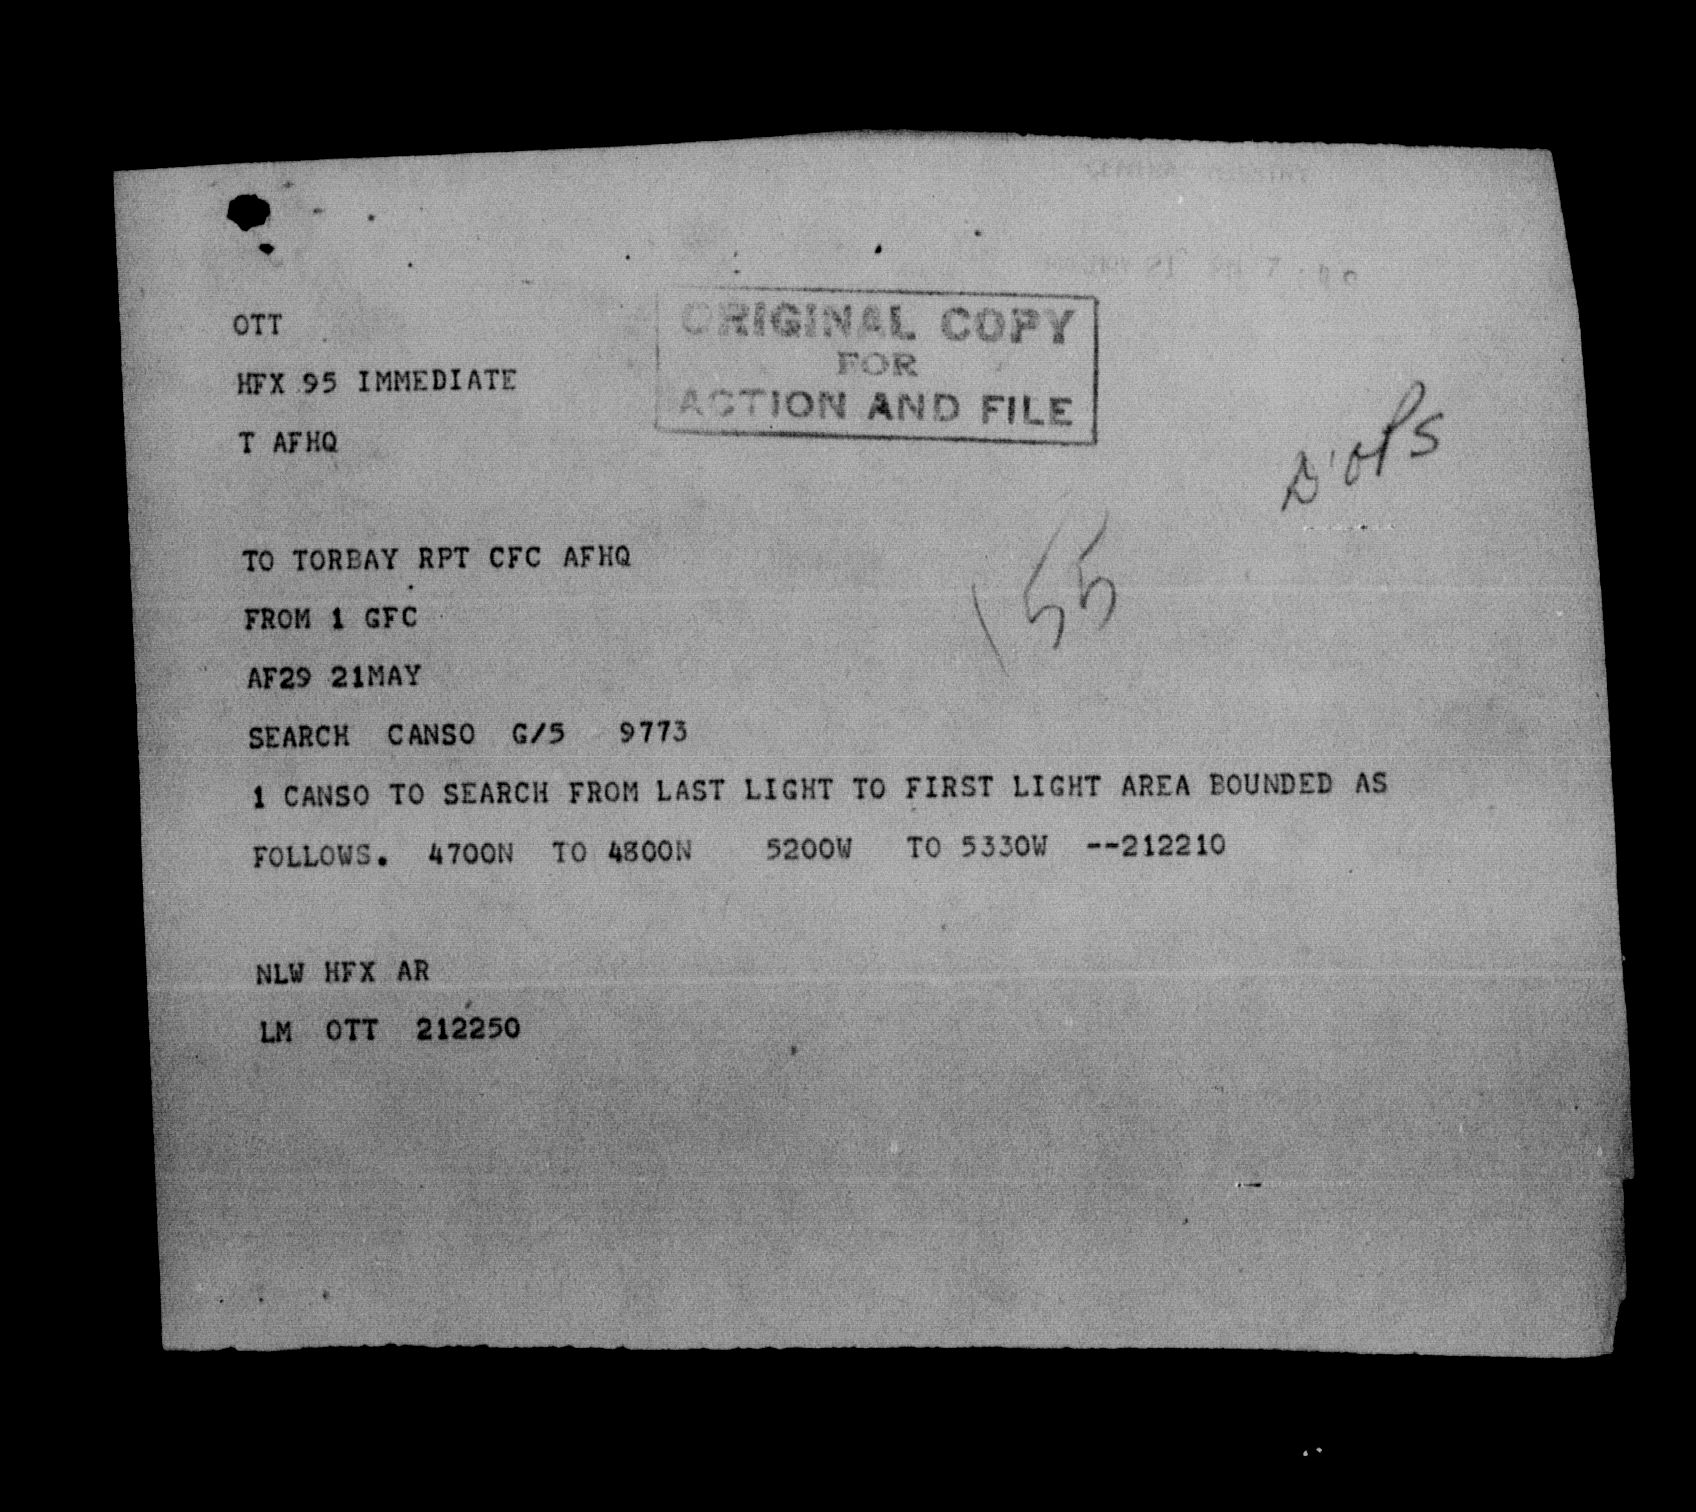 OTT
ORIGINAL COPY
FOR
ACTION AND FILE
HFX 95 IMMEDIATE
T AFHQ
D'OPS
155
TO TORBAY RPT CFC AFHQ
FROM 1 GFC
AF29 21MAY
SEARCH CANSO G/5 9773
1 CANSO TO SEARCH FROM LAST LIGHT TO FIRST LIGHT AREA BOUNDED AS
FOLLOWS. 4700N TO 4800N 5200W TO 5330W --212210
NLW HFX AR
LM OTT 212250